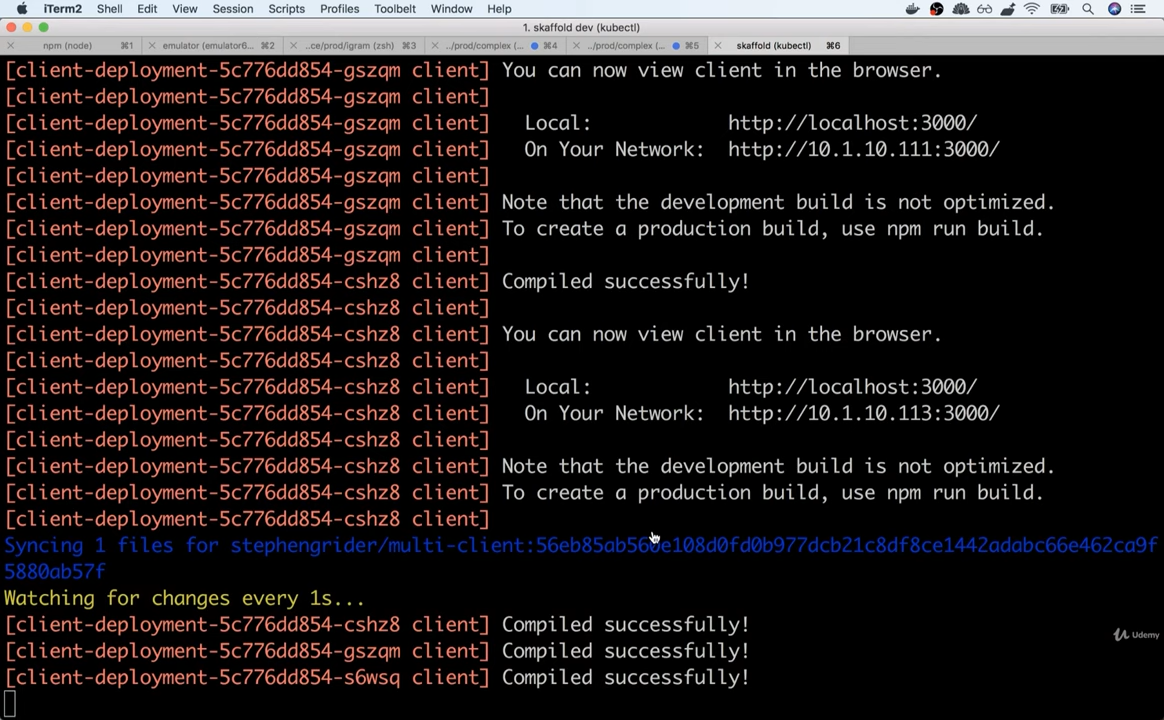 iTerm2 Shell Edit View Session Scripts Profiles Toolbelt Window Help
1. skaffold dev (kubectl)
npm (node) ⌘1 emulator (emulator6... ⌘2 ..ce/prod/igram (zsh) ⌘3 ../prod/complex (... ⌘4 ../prod/complex (... ⌘5 skaffold (kubectl) ⌘6
[client-deployment-5c776dd854-gszqm client] You can now view client in the browser.
[client-deployment-5c776dd854-gszqm client]
[client-deployment-5c776dd854-gszqm client] Local: http://localhost:3000/
[client-deployment-5c776dd854-gszqm client] On Your Network: http://10.1.10.111:3000/
[client-deployment-5c776dd854-gszqm client]
[client-deployment-5c776dd854-gszqm client] Note that the development build is not optimized.
[client-deployment-5c776dd854-gszqm client] To create a production build, use npm run build.
[client-deployment-5c776dd854-gszqm client]
[client-deployment-5c776dd854-cshz8 client] Compiled successfully!
[client-deployment-5c776dd854-cshz8 client]
[client-deployment-5c776dd854-cshz8 client] You can now view client in the browser.
[client-deployment-5c776dd854-cshz8 client]
[client-deployment-5c776dd854-cshz8 client] Local: http://localhost:3000/
[client-deployment-5c776dd854-cshz8 client] On Your Network: http://10.1.10.113:3000/
[client-deployment-5c776dd854-cshz8 client]
[client-deployment-5c776dd854-cshz8 client] Note that the development build is not optimized.
[client-deployment-5c776dd854-cshz8 client] To create a production build, use npm run build.
[client-deployment-5c776dd854-cshz8 client]
Syncing 1 files for stephengrider/multi-client:56eb85ab560e108d0fd0b977dcb21c8df8ce1442adabc66e462ca9f
5880ab57f
Watching for changes every 1s...
[client-deployment-5c776dd854-cshz8 client] Compiled successfully!
[client-deployment-5c776dd854-gszqm client] Compiled successfully!
[client-deployment-5c776dd854-s6wsq client] Compiled successfully!
Udemy